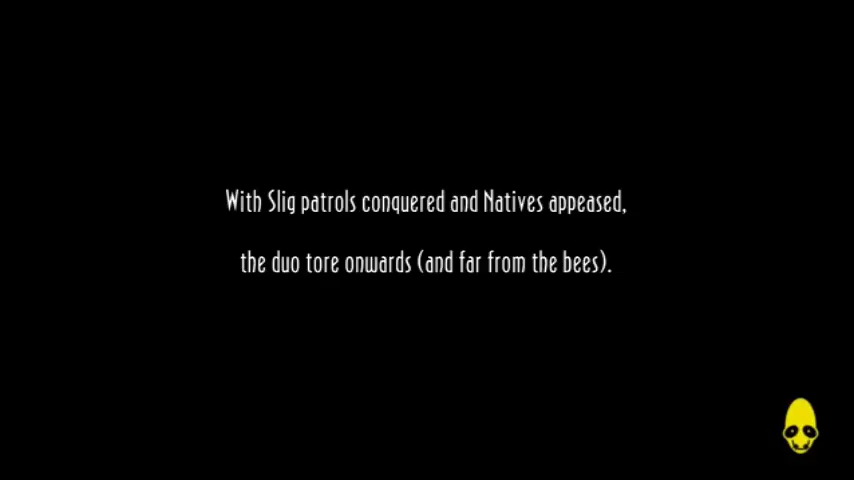 With Slig patrols conquered and Natives appeased,
the duo tore onwards (and far from the bees).